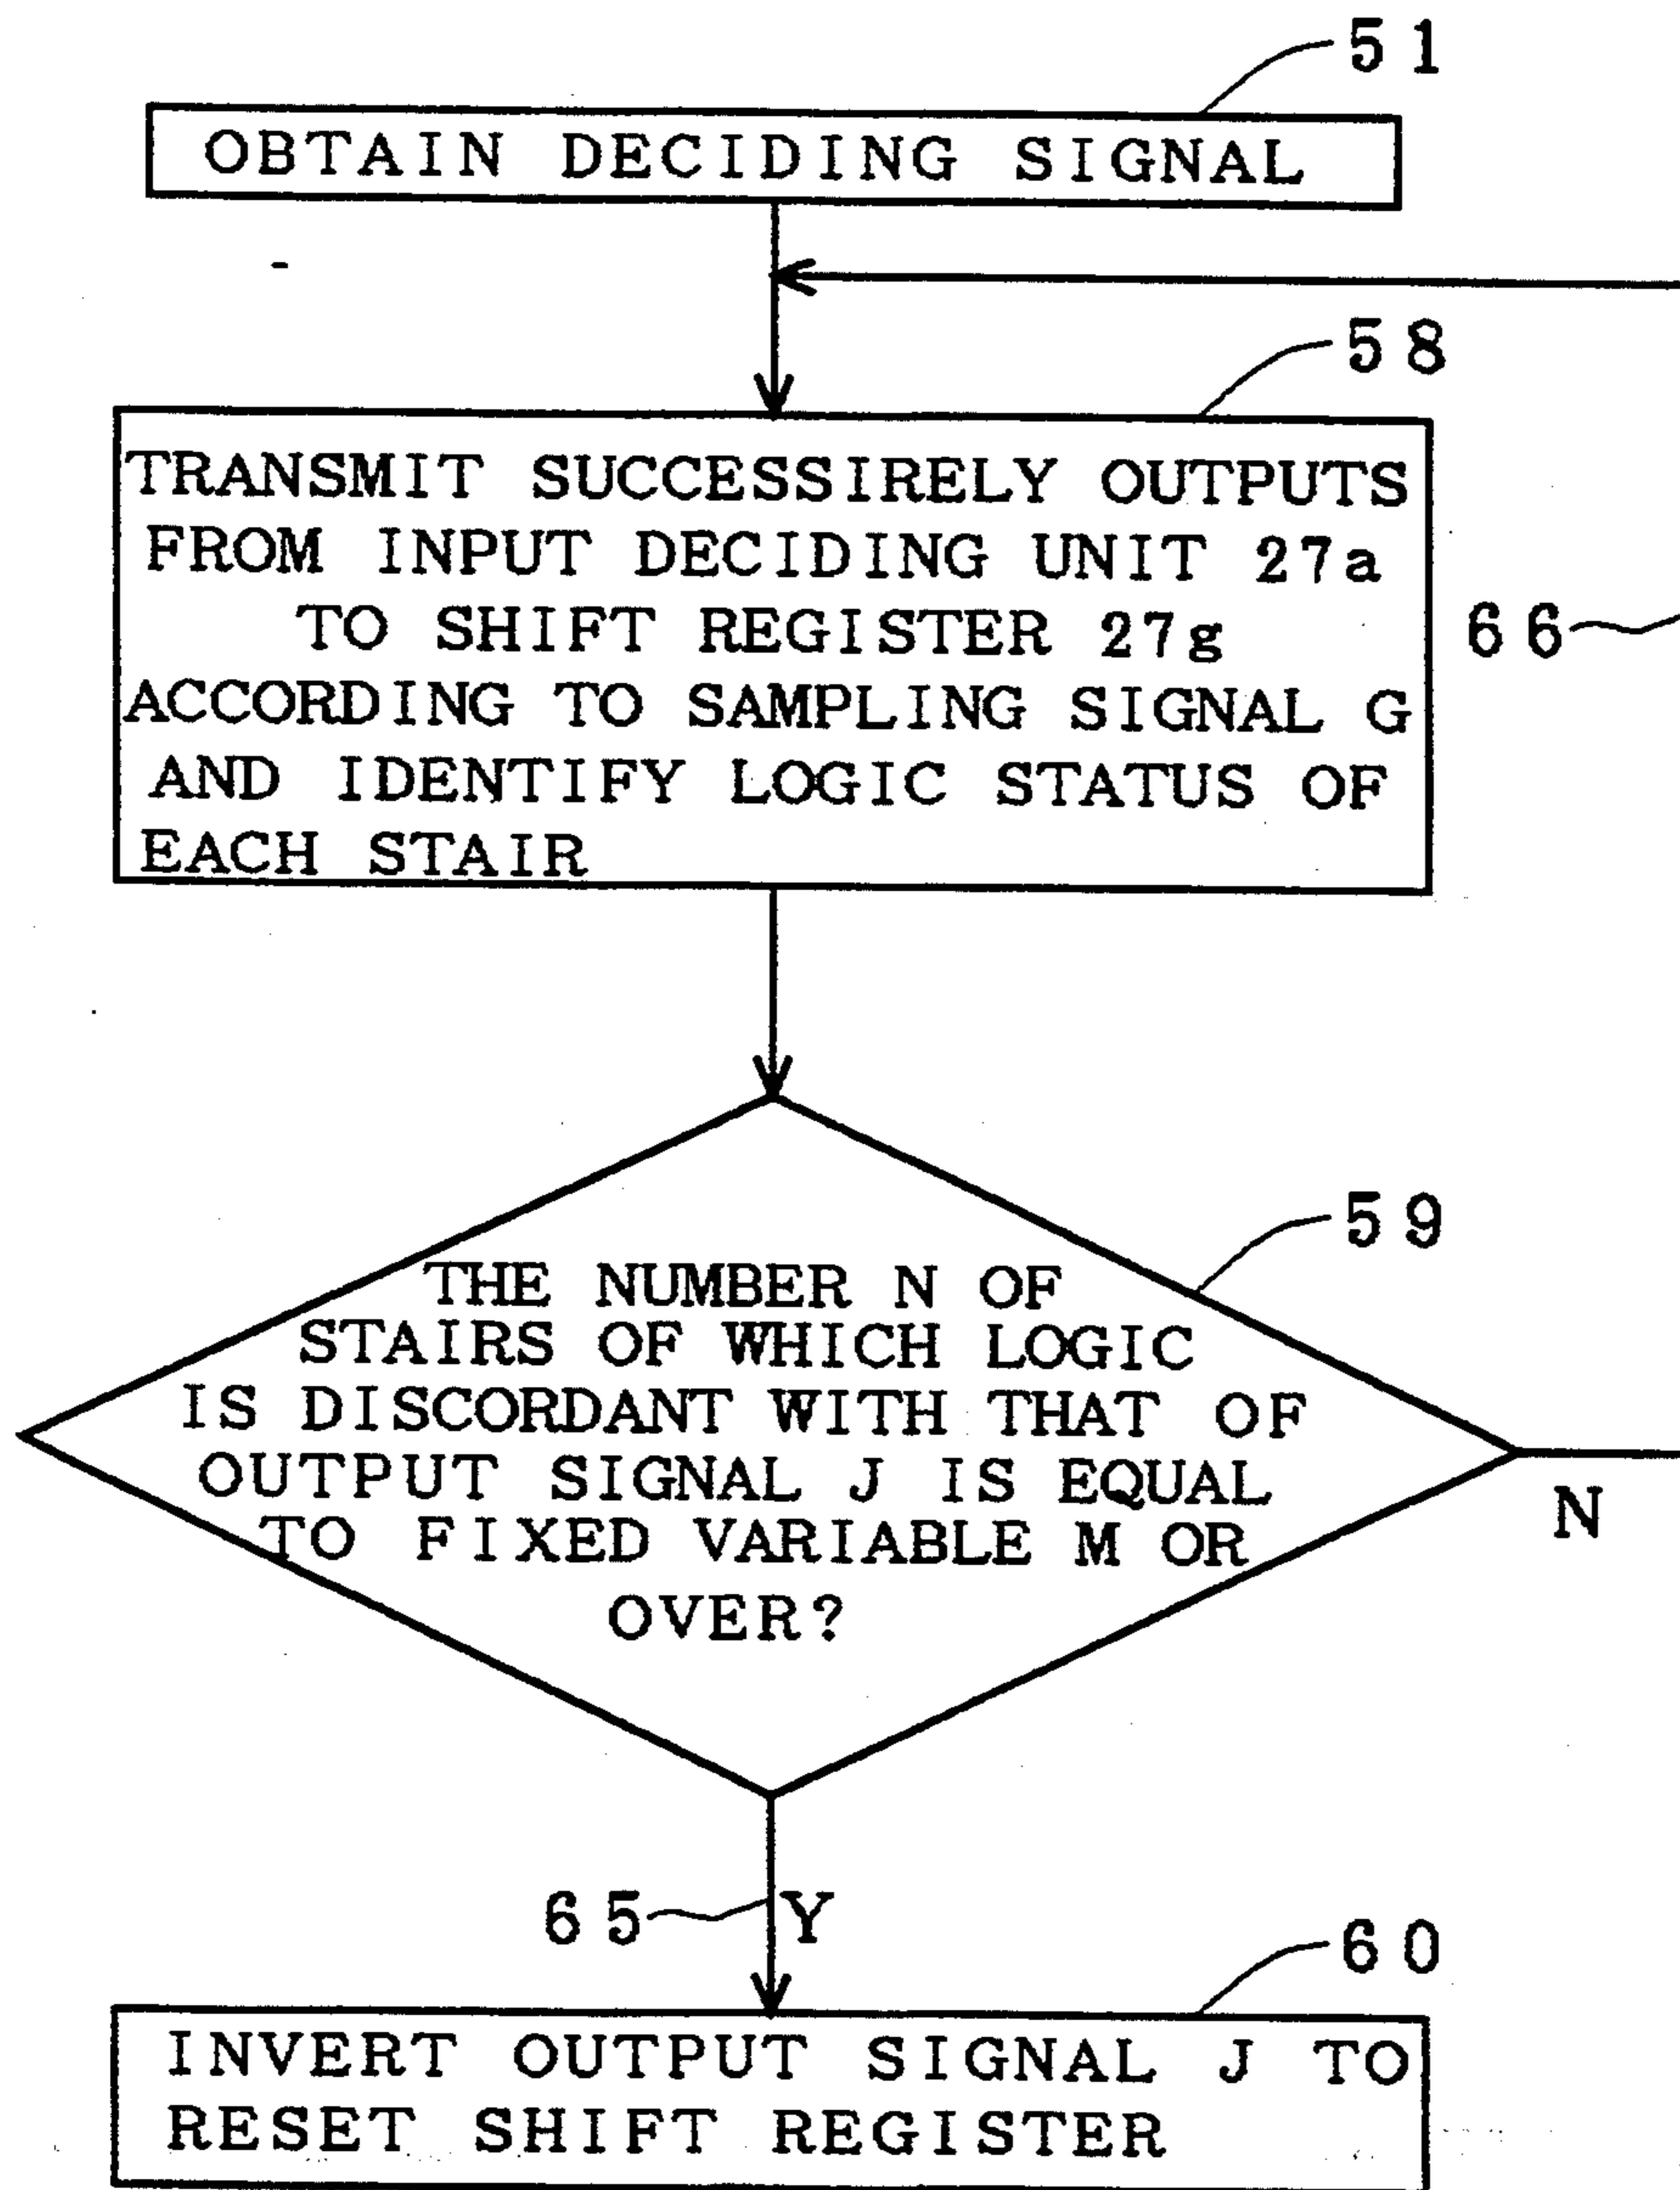 51
OBTAIN DECIDING SIGNAL
58
TRANSMIT SUCCESSIRELY OUTPUTS
FROM INPUT DECIDING UNIT 27a
TO SHIFT REGISTER 27g
ACCORDING TO SAMPLING SIGNAL G
AND IDENTIFY LOGIC STATUS OF
EACH STAIR
66
59
THE NUMBER N OF
STAIRS OF WHICH LOGIC
IS DISCORDANT WITH THAT OF
OUTPUT SIGNAL J IS EQUAL
TO FIXED VARIABLE M OR
OVER?
N
65 Y
60
INVERT OUTPUT SIGNAL J TO
RESET SHIFT REGISTER